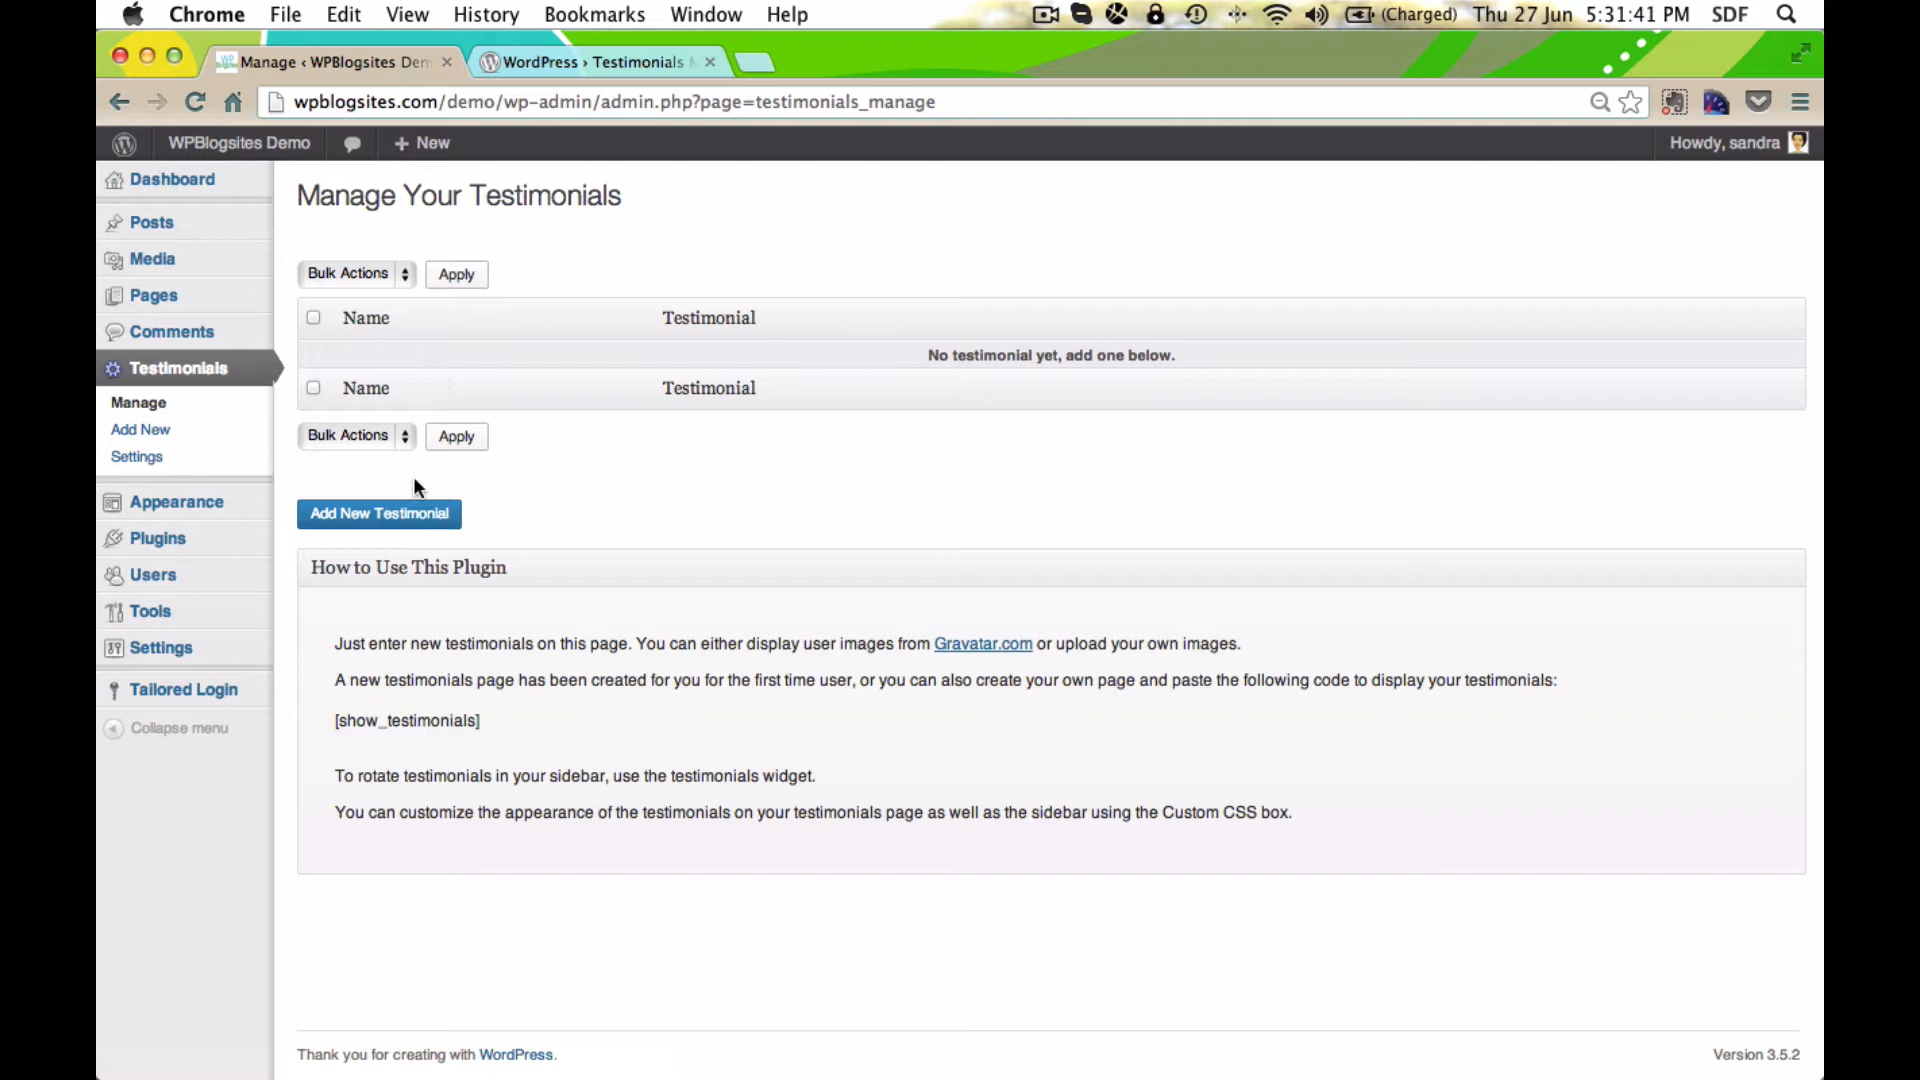 Chrome File Edit View History Bookmarks Window Help (Charged) Thu 27 Jun 5:31:41 PM SDF
Manage ‹ WPBlogsites Dem WordPress › Testimonials
wpblogsites.com/demo/wp-admin/admin.php?page=testimonials_manage
WPBlogsites Demo + New Howdy, sandra
Dashboard
Posts
Media
Pages
Comments
Testimonials
Manage
Add New
Settings
Appearance
Plugins
Users
Tools
Settings
Tailored Login
Collapse menu
Manage Your Testimonials
Bulk Actions Apply
Name Testimonial
No testimonial yet, add one below.
Name Testimonial
Bulk Actions Apply
Add New Testimonial
How to Use This Plugin
Just enter new testimonials on this page. You can either display user images from Gravatar.com or upload your own images.
A new testimonials page has been created for you for the first time user, or you can also create your own page and paste the following code to display your testimonials:
[show_testimonials]
To rotate testimonials in your sidebar, use the testimonials widget.
You can customize the appearance of the testimonials on your testimonials page as well as the sidebar using the Custom CSS box.
Thank you for creating with WordPress. Version 3.5.2